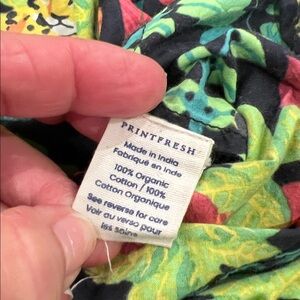 PRINTFRESH
Made in India
Fabriqué en Inde
100% Organic
Cotton / 100%
Cotton Organique
See reverse for care
Voir au verso pour
les soins